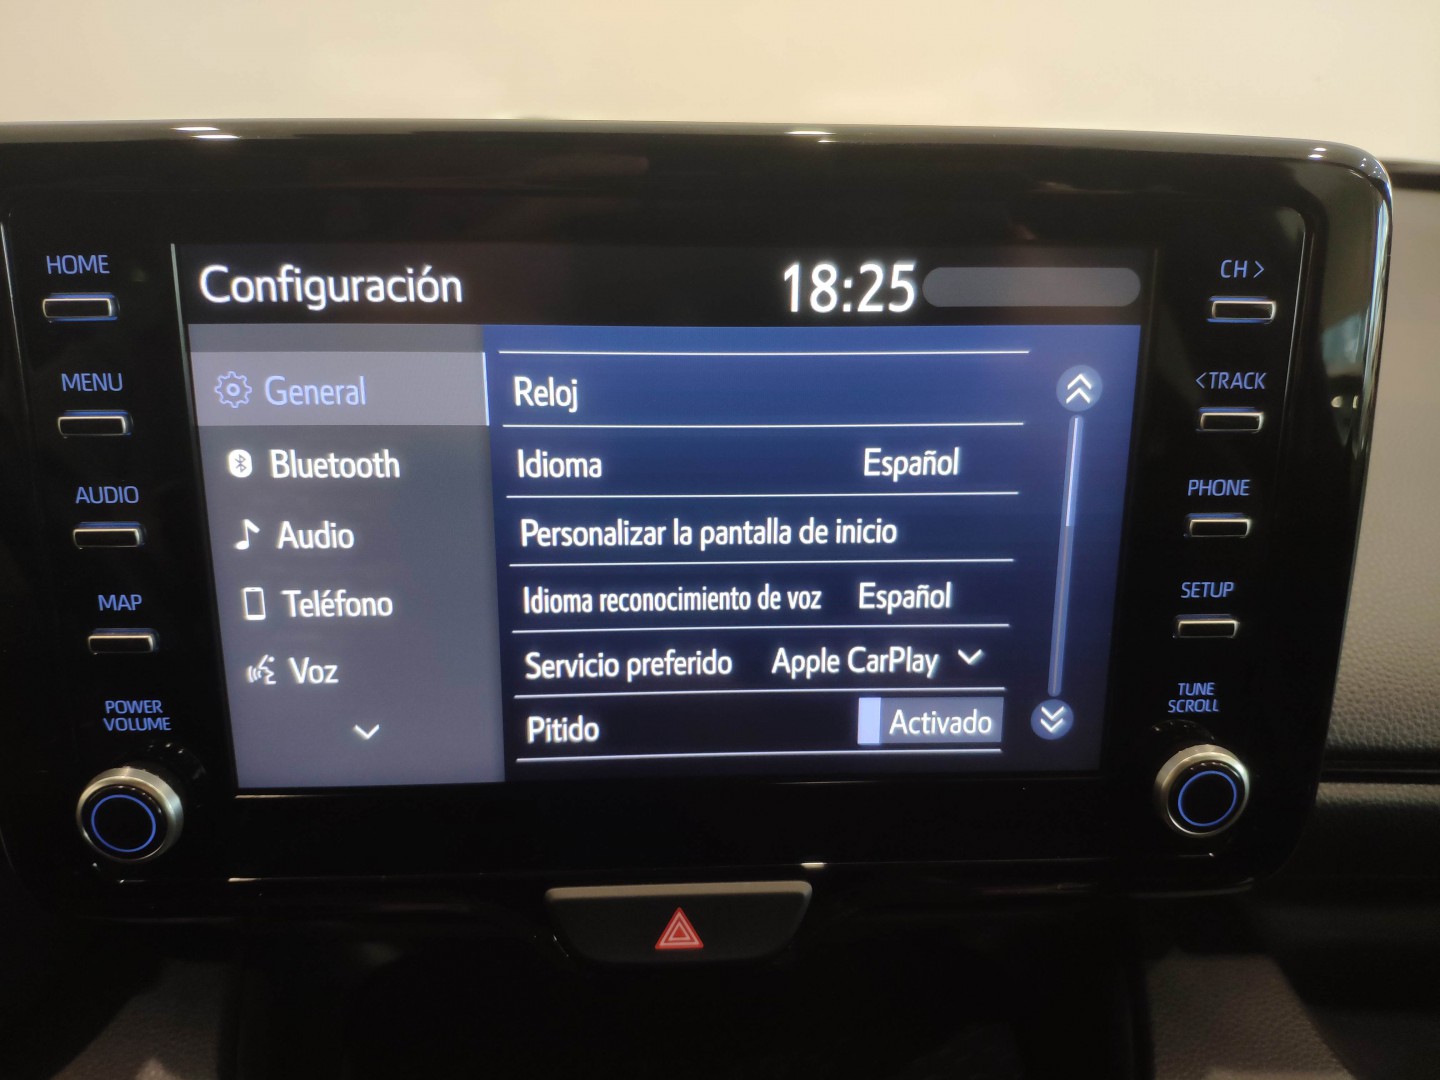 HOME
MENU
AUDIO
MAP
POWER
VOLUME
Configuración
18:25
General
Bluetooth
Audio
Teléfono
Voz
Reloj
Idioma Español
Personalizar la pantalla de inicio
Idioma reconocimiento de voz Español
Servicio preferido Apple CarPlay
Pitido Activado
CH >
<TRACK
PHONE
SETUP
TUNE
SCROLL